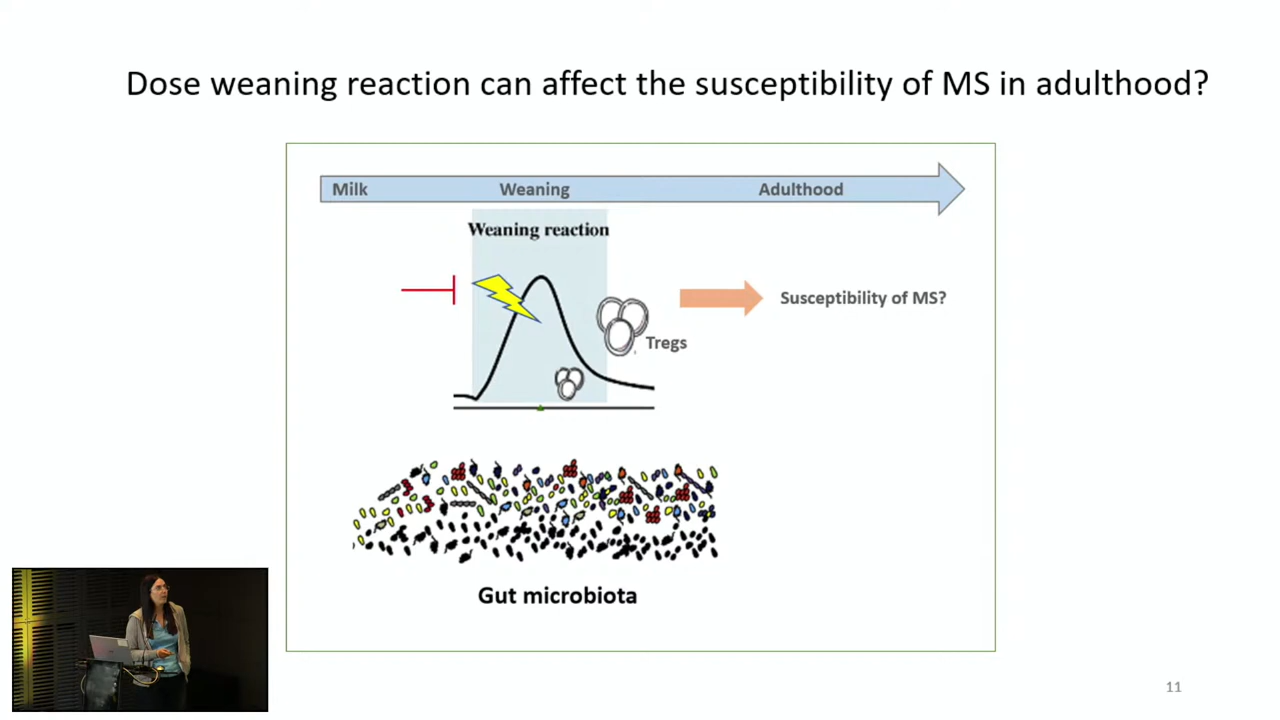 Dose weaning reaction can affect the susceptibility of MS in adulthood?
Milk Weaning Adulthood
Weaning reaction
Susceptibility of MS?
Tregs
Gut microbiota
11